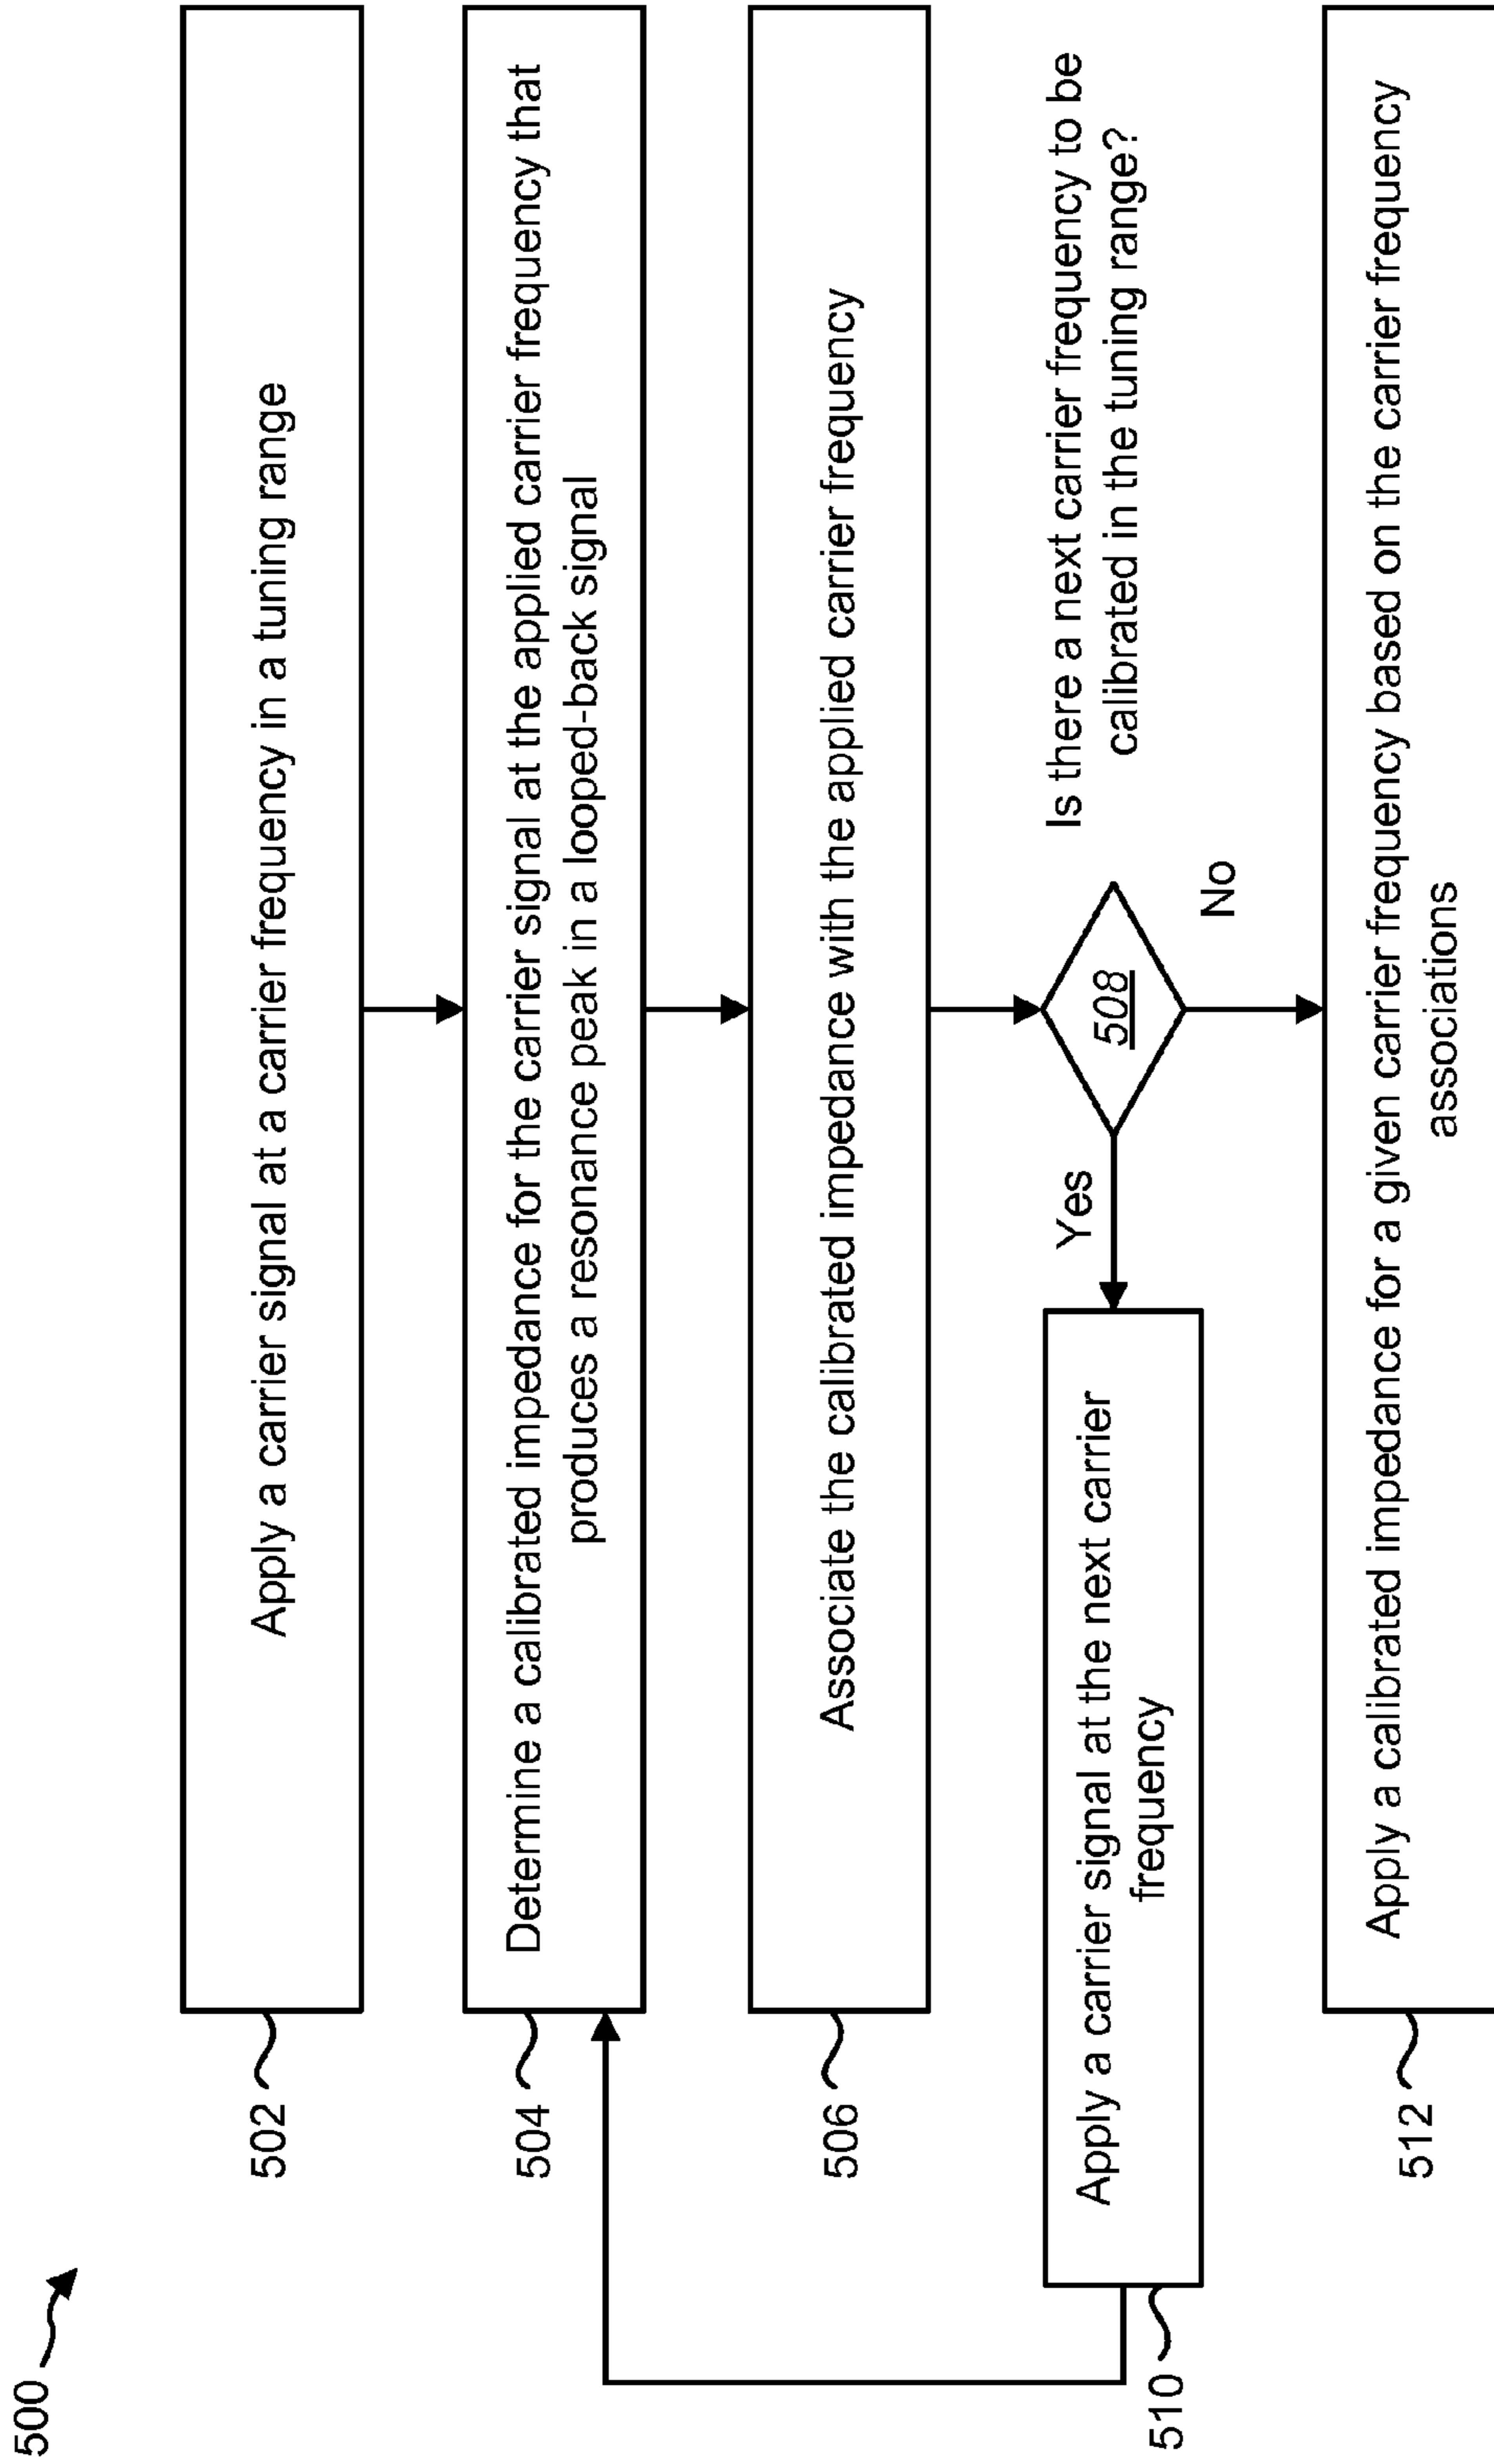 500
502
Apply a carrier signal at a carrier frequency in a tuning range
504
Determine a calibrated impedance for the carrier signal at the applied carrier frequency that
produces a resonance peak in a looped-back signal
506
Associate the calibrated impedance with the applied carrier frequency
Is there a next carrier frequency to be
calibrated in the tuning range?
508
Yes
No
510
Apply a carrier signal at the next carrier
frequency
512
Apply a calibrated impedance for a given carrier frequency based on the carrier frequency
associations